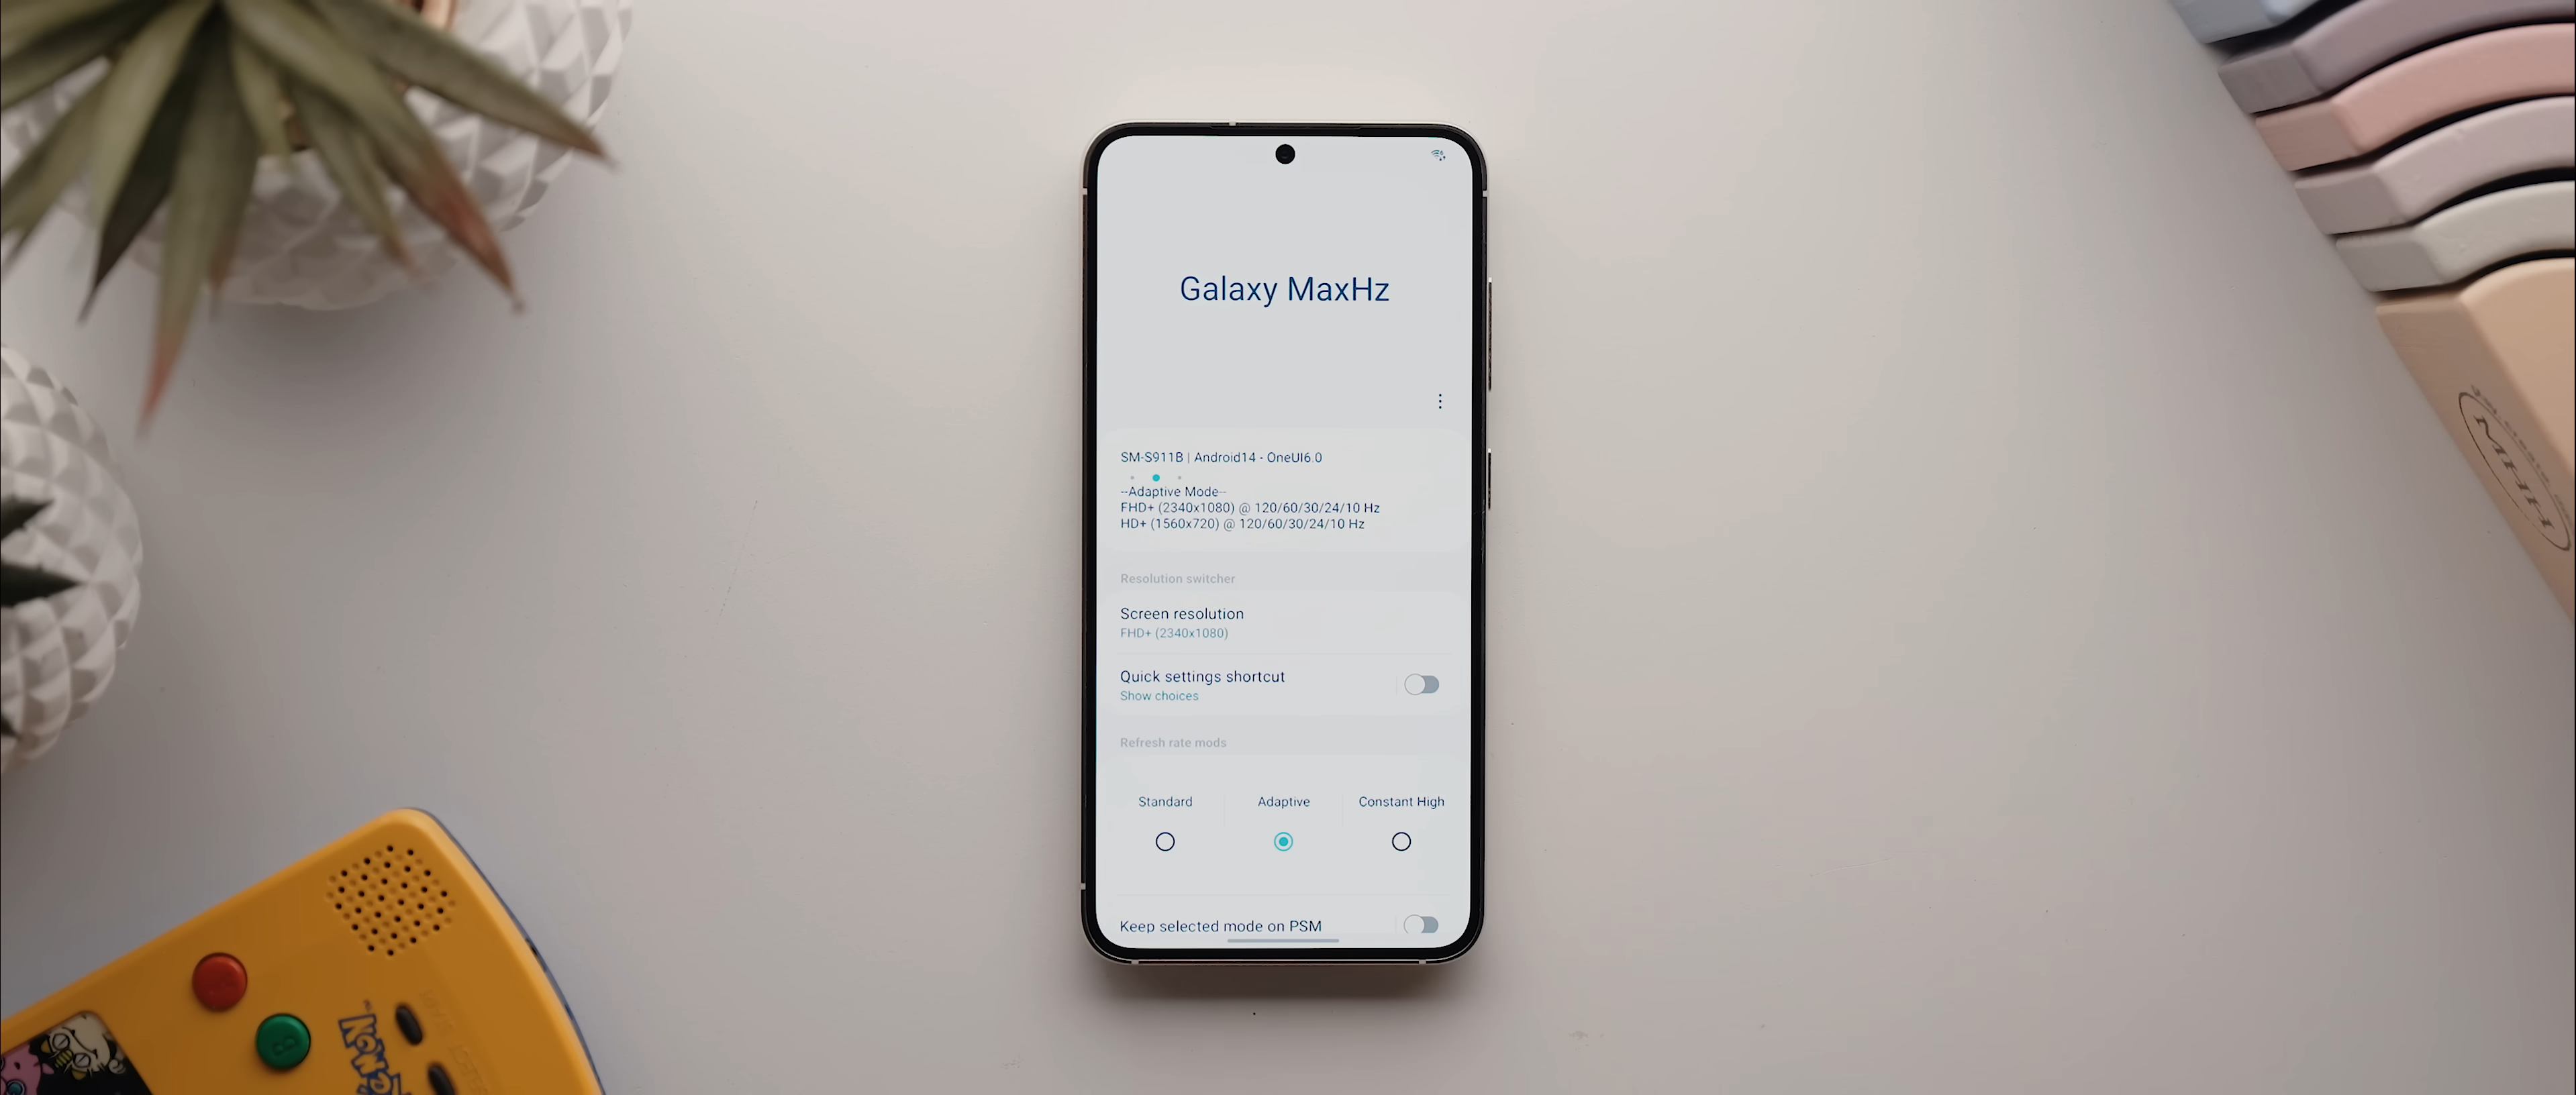 Galaxy MaxHz
SM-S911B | Android14 - OneUI6.0
--Adaptive Mode--
FHD+ (2340x1080) @ 120/60/30/24/10 Hz
HD+ (1560x720) @ 120/60/30/24/10 Hz
Resolution switcher
Screen resolution
FHD+ (2340x1080)
Quick settings shortcut
Show choices
Refresh rate mods
Standard Adaptive Constant High
Keep selected mode on PSM
B
MHH